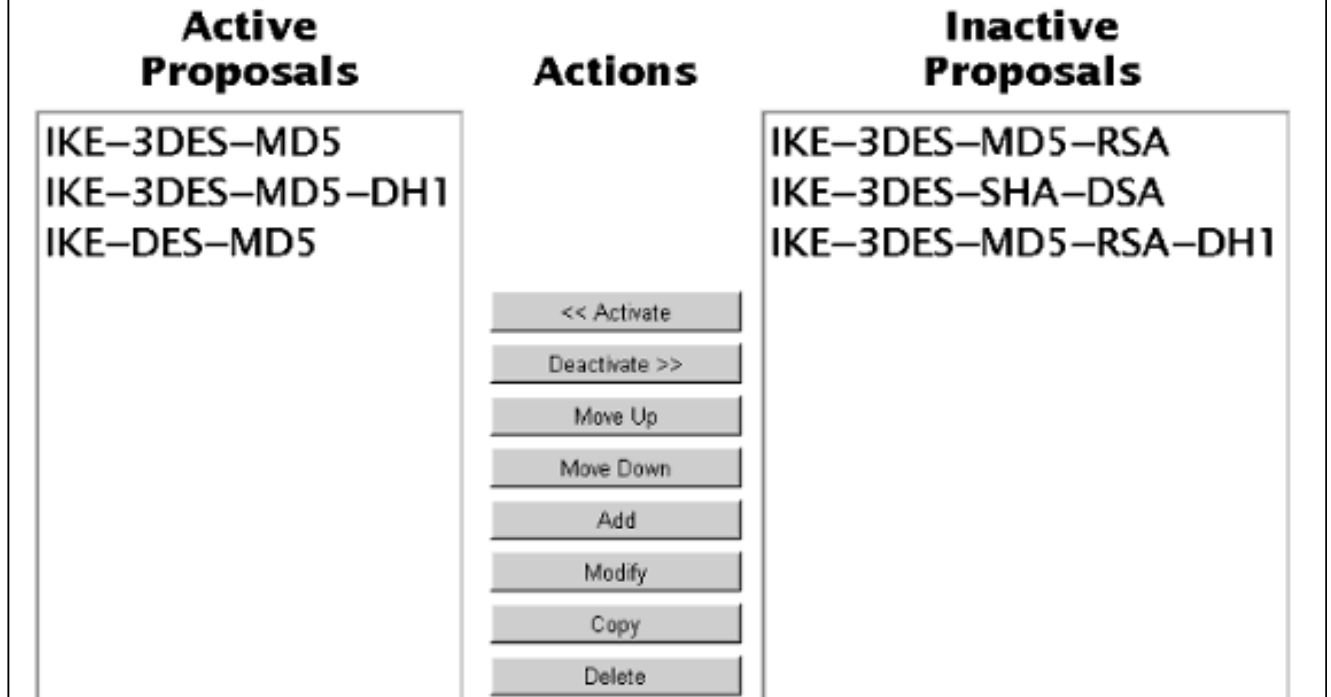 Active
Proposals
Actions
Inactive
Proposals
IKE–3DES–MD5
IKE–3DES–MD5–DH1
IKE–DES–MD5
<< Activate
Deactivate >>
Move Up
Move Down
Add
Modify
Copy
Delete
IKE–3DES–MD5–RSA
IKE–3DES–SHA–DSA
IKE–3DES–MD5–RSA–DH1